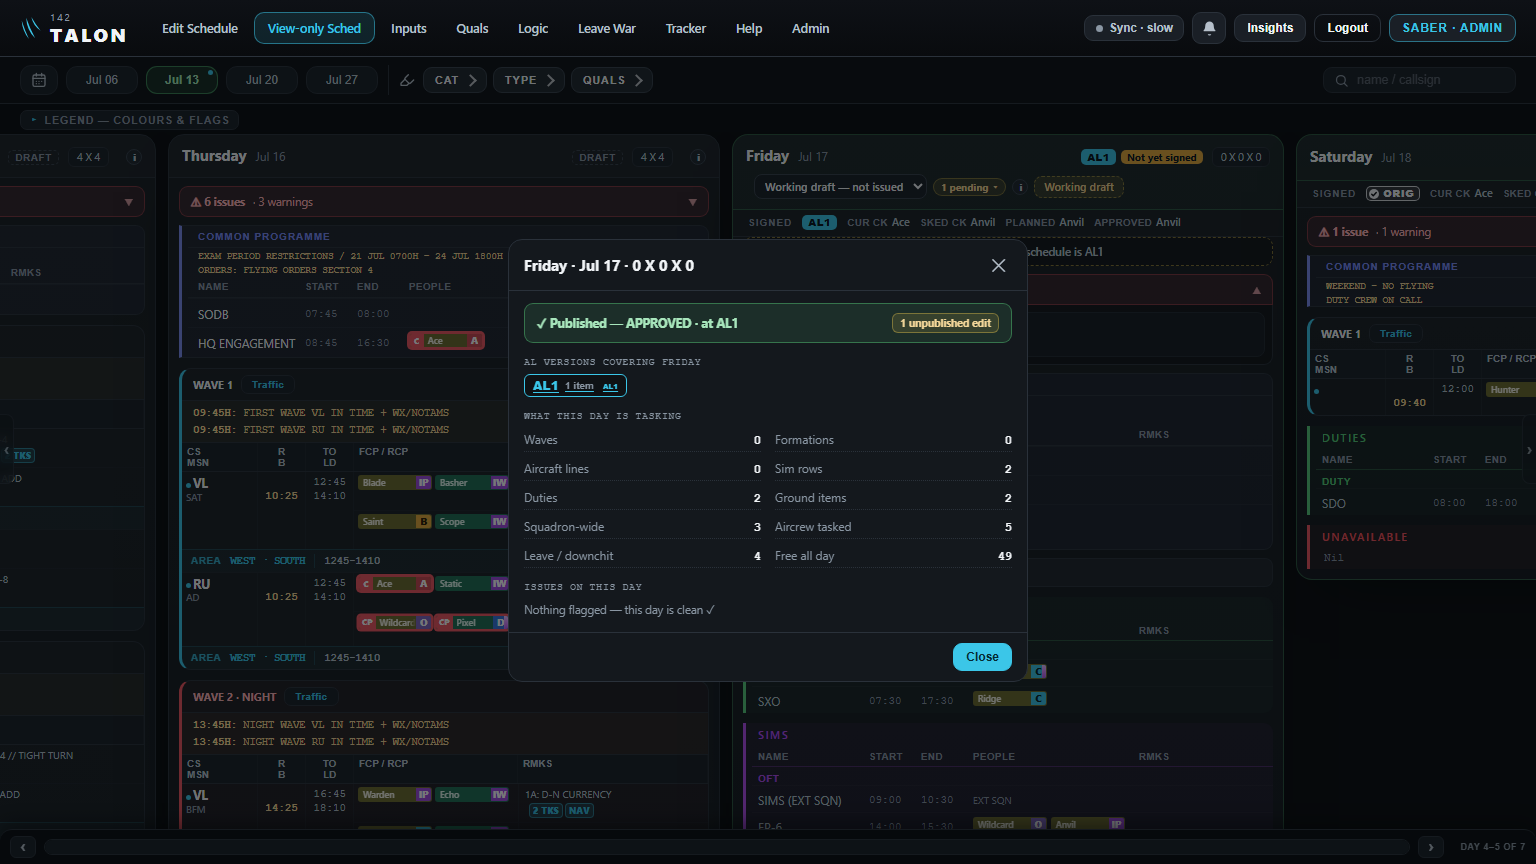 142
TALON
Edit Schedule
View-only Sched
Inputs
Quals
Logic
Leave War
Tracker
Help
Admin
Sync · slow
Insights
Logout
SABER · ADMIN
Jul 06
Jul 13
Jul 20
Jul 27
CAT
TYPE
QUALS
name / callsign
LEGEND — COLOURS & FLAGS
DRAFT
4 X 4
i
RMKS
TKS
4 // TIGHT TURN
ADD
Thursday Jul 16
DRAFT
4 X 4
i
6 issues · 3 warnings
COMMON PROGRAMME
EXAM PERIOD RESTRICTIONS / 21 JUL 0700H – 24 JUL 1800H
ORDERS: FLYING ORDERS SECTION 4
NAME START END PEOPLE
SODB 07:45 08:00
HQ ENGAGEMENT 08:45 16:30 C Ace A
WAVE 1 Traffic
09:45H: FIRST WAVE VL IN TIME + WX/NOTAMS
09:45H: FIRST WAVE RU IN TIME + WX/NOTAMS
CS R TO FCP / RCP
MSN B LD
VL 12:45 Blade IP Basher IW
SAT 10:25 14:10
Saint B Scope IW
AREA WEST · SOUTH 1245–1410
RU 12:45 C Ace A Static IW
AD 10:25 14:10
CP Wildcard O CP Pixel D
AREA WEST · SOUTH 1245–1410
WAVE 2 · NIGHT Traffic
13:45H: NIGHT WAVE VL IN TIME + WX/NOTAMS
13:45H: NIGHT WAVE RU IN TIME + WX/NOTAMS
CS R TO FCP / RCP RMKS
MSN B LD
VL 16:45 Warden IP Echo IW 1A: D-N CURRENCY
BFM 14:25 18:10 2 TKS NAV
Friday Jul 17
AL1
Not yet signed
0 X 0 X 0
Working draft — not issued
1 pending
i
Working draft
SIGNED AL1 CUR CK Ace SKED CK Anvil PLANNED Anvil APPROVED Anvil
schedule is AL1
RMKS
RMKS
C
SXO 07:30 17:30 Ridge C
SIMS
NAME START END PEOPLE RMKS
OFT
SIMS (EXT SQN) 09:00 10:30 EXT SQN
EP-6 14:00 15:30 Wildcard O Anvil IP
Friday · Jul 17 · 0 X 0 X 0
✓ Published — APPROVED · at AL1
1 unpublished edit
AL VERSIONS COVERING FRIDAY
AL1 1 item AL1
WHAT THIS DAY IS TASKING
Waves 0 Formations 0
Aircraft lines 0 Sim rows 2
Duties 2 Ground items 2
Squadron-wide 3 Aircrew tasked 5
Leave / downchit 4 Free all day 49
ISSUES ON THIS DAY
Nothing flagged — this day is clean ✓
Close
Saturday Jul 18
SIGNED ORIG CUR CK Ace SKED
1 issue · 1 warning
COMMON PROGRAMME
WEEKEND – NO FLYING
DUTY CREW ON CALL
WAVE 1 Traffic
CS R TO FCP / RCP
MSN B LD
12:00 Hunter
09:40
DUTIES
NAME START END
DUTY
SDO 08:00 18:00
UNAVAILABLE
Nil
DAY 4–5 OF 7